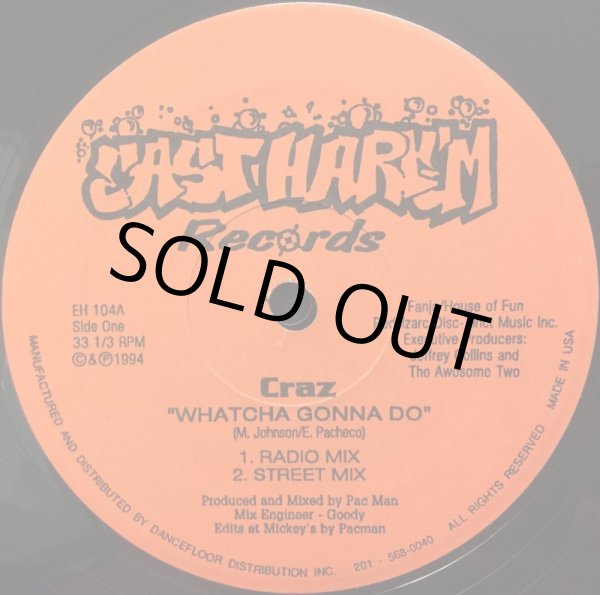 EAST HAREM
Records
SOLD OUT
EH 104A
Side One
33 1/3 RPM
©&℗1994
/House of Fun
Music Inc.
Executive Producers:
Jeffrey Collins and
The Awesome Two
Craz
"WHATCHA GONNA DO"
(M. Johnson/E. Pacheco)
1. RADIO MIX
2. STREET MIX
Produced and Mixed by Pac Man
Mix Engineer - Goody
Edits at Mickey's by Pacman
MANUFACTURED AND DISTRIBUTED BY DANCEFLOOR DISTRIBUTION INC. 201 - 568-0040 ALL RIGHTS RESERVED MADE IN USA